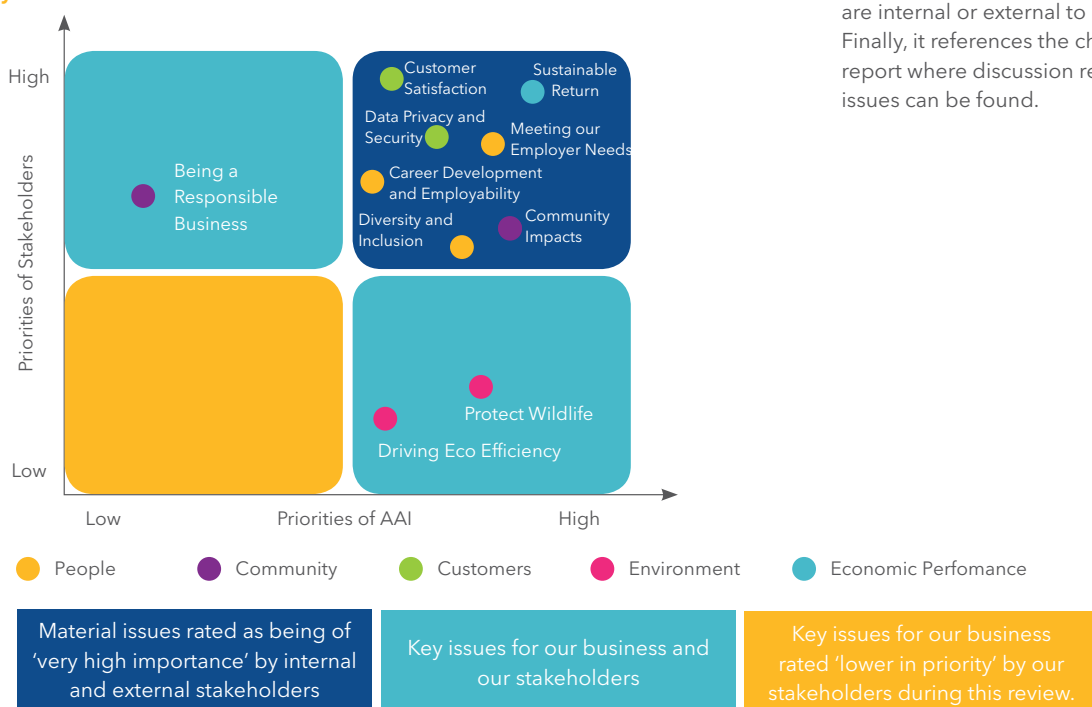 are internal or external to
Finally, it references the
report where discussion
issues can be found.
High
Customer
Satisfaction
Sustainable
Return
Data Privacy and
Security
Meeting our
Employer Needs
Being a
Responsible
Business
Career Development
and Employability
Diversity and
Inclusion
Community
Impacts
Priorities of Stakeholders
Protect Wildlife
Driving Eco Efficiency
Low
Low
Priorities of AAI
High
People
Community
Customers
Environment
Economic Perfomance
Material issues rated as being of
‘very high importance’ by internal
and external stakeholders
Key issues for our business and
our stakeholders
Key issues for our business
rated ‘lower in priority’ by our
stakeholders during this review.